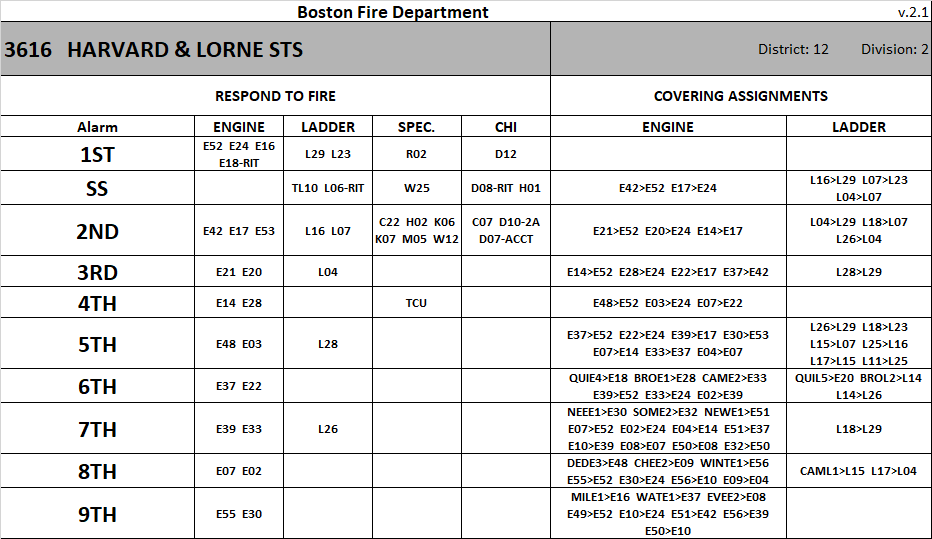 Boston Fire Department v.2.1
3616 HARVARD & LORNE STS District: 12 Division: 2
RESPOND TO FIRE COVERING ASSIGNMENTS
Alarm ENGINE LADDER SPEC. CHI ENGINE LADDER
1ST
E52 E24 E16
E18-RIT
L29 L23
R02
D12
SS
TL10 L06-RIT
W25
D08-RIT H01
E42>E52 E17>E24
L16>L29 L07>L23
L04>L07
2ND
E42 E17 E53
L16 L07
C22 H02 K06
K07 M05 W12
C07 D10-2A
D07-ACCT
E21>E52 E20>E24 E14>E17
L04>L29 L18>L07
L26>L04
3RD
E21 E20
L04
E14>E52 E28>E24 E22>E17 E37>E42
L28>L29
4TH
E14 E28
TCU
E48>E52 E03>E24 E07>E22
5TH
E48 E03
L28
E37>E52 E22>E24 E39>E17 E30>E53
E07>E14 E33>E37 E04>E07
L26>L29 L18>L23
L15>L07 L25>L16
L17>L15 L11>L25
6TH
E37 E22
QUIE4>E18 BROE1>E28 CAME2>E33
E39>E52 E33>E24 E02>E39
QUIL5>E20 BROL2>L14
L14>L26
7TH
E39 E33
L26
NEEE1>E30 SOME2>E32 NEWE1>E51
E07>E52 E02>E24 E04>E14 E51>E37
E10>E39 E08>E07 E50>E08 E32>E50
L18>L29
8TH
E07 E02
DEDE3>E48 CHEE2>E09 WINTE1>E56
E55>E52 E30>E24 E56>E10 E09>E04
CAML1>L15 L17>L04
9TH
E55 E30
MILE1>E16 WATE1>E37 EVEE2>E08
E49>E52 E10>E24 E51>E42 E56>E39
E50>E10